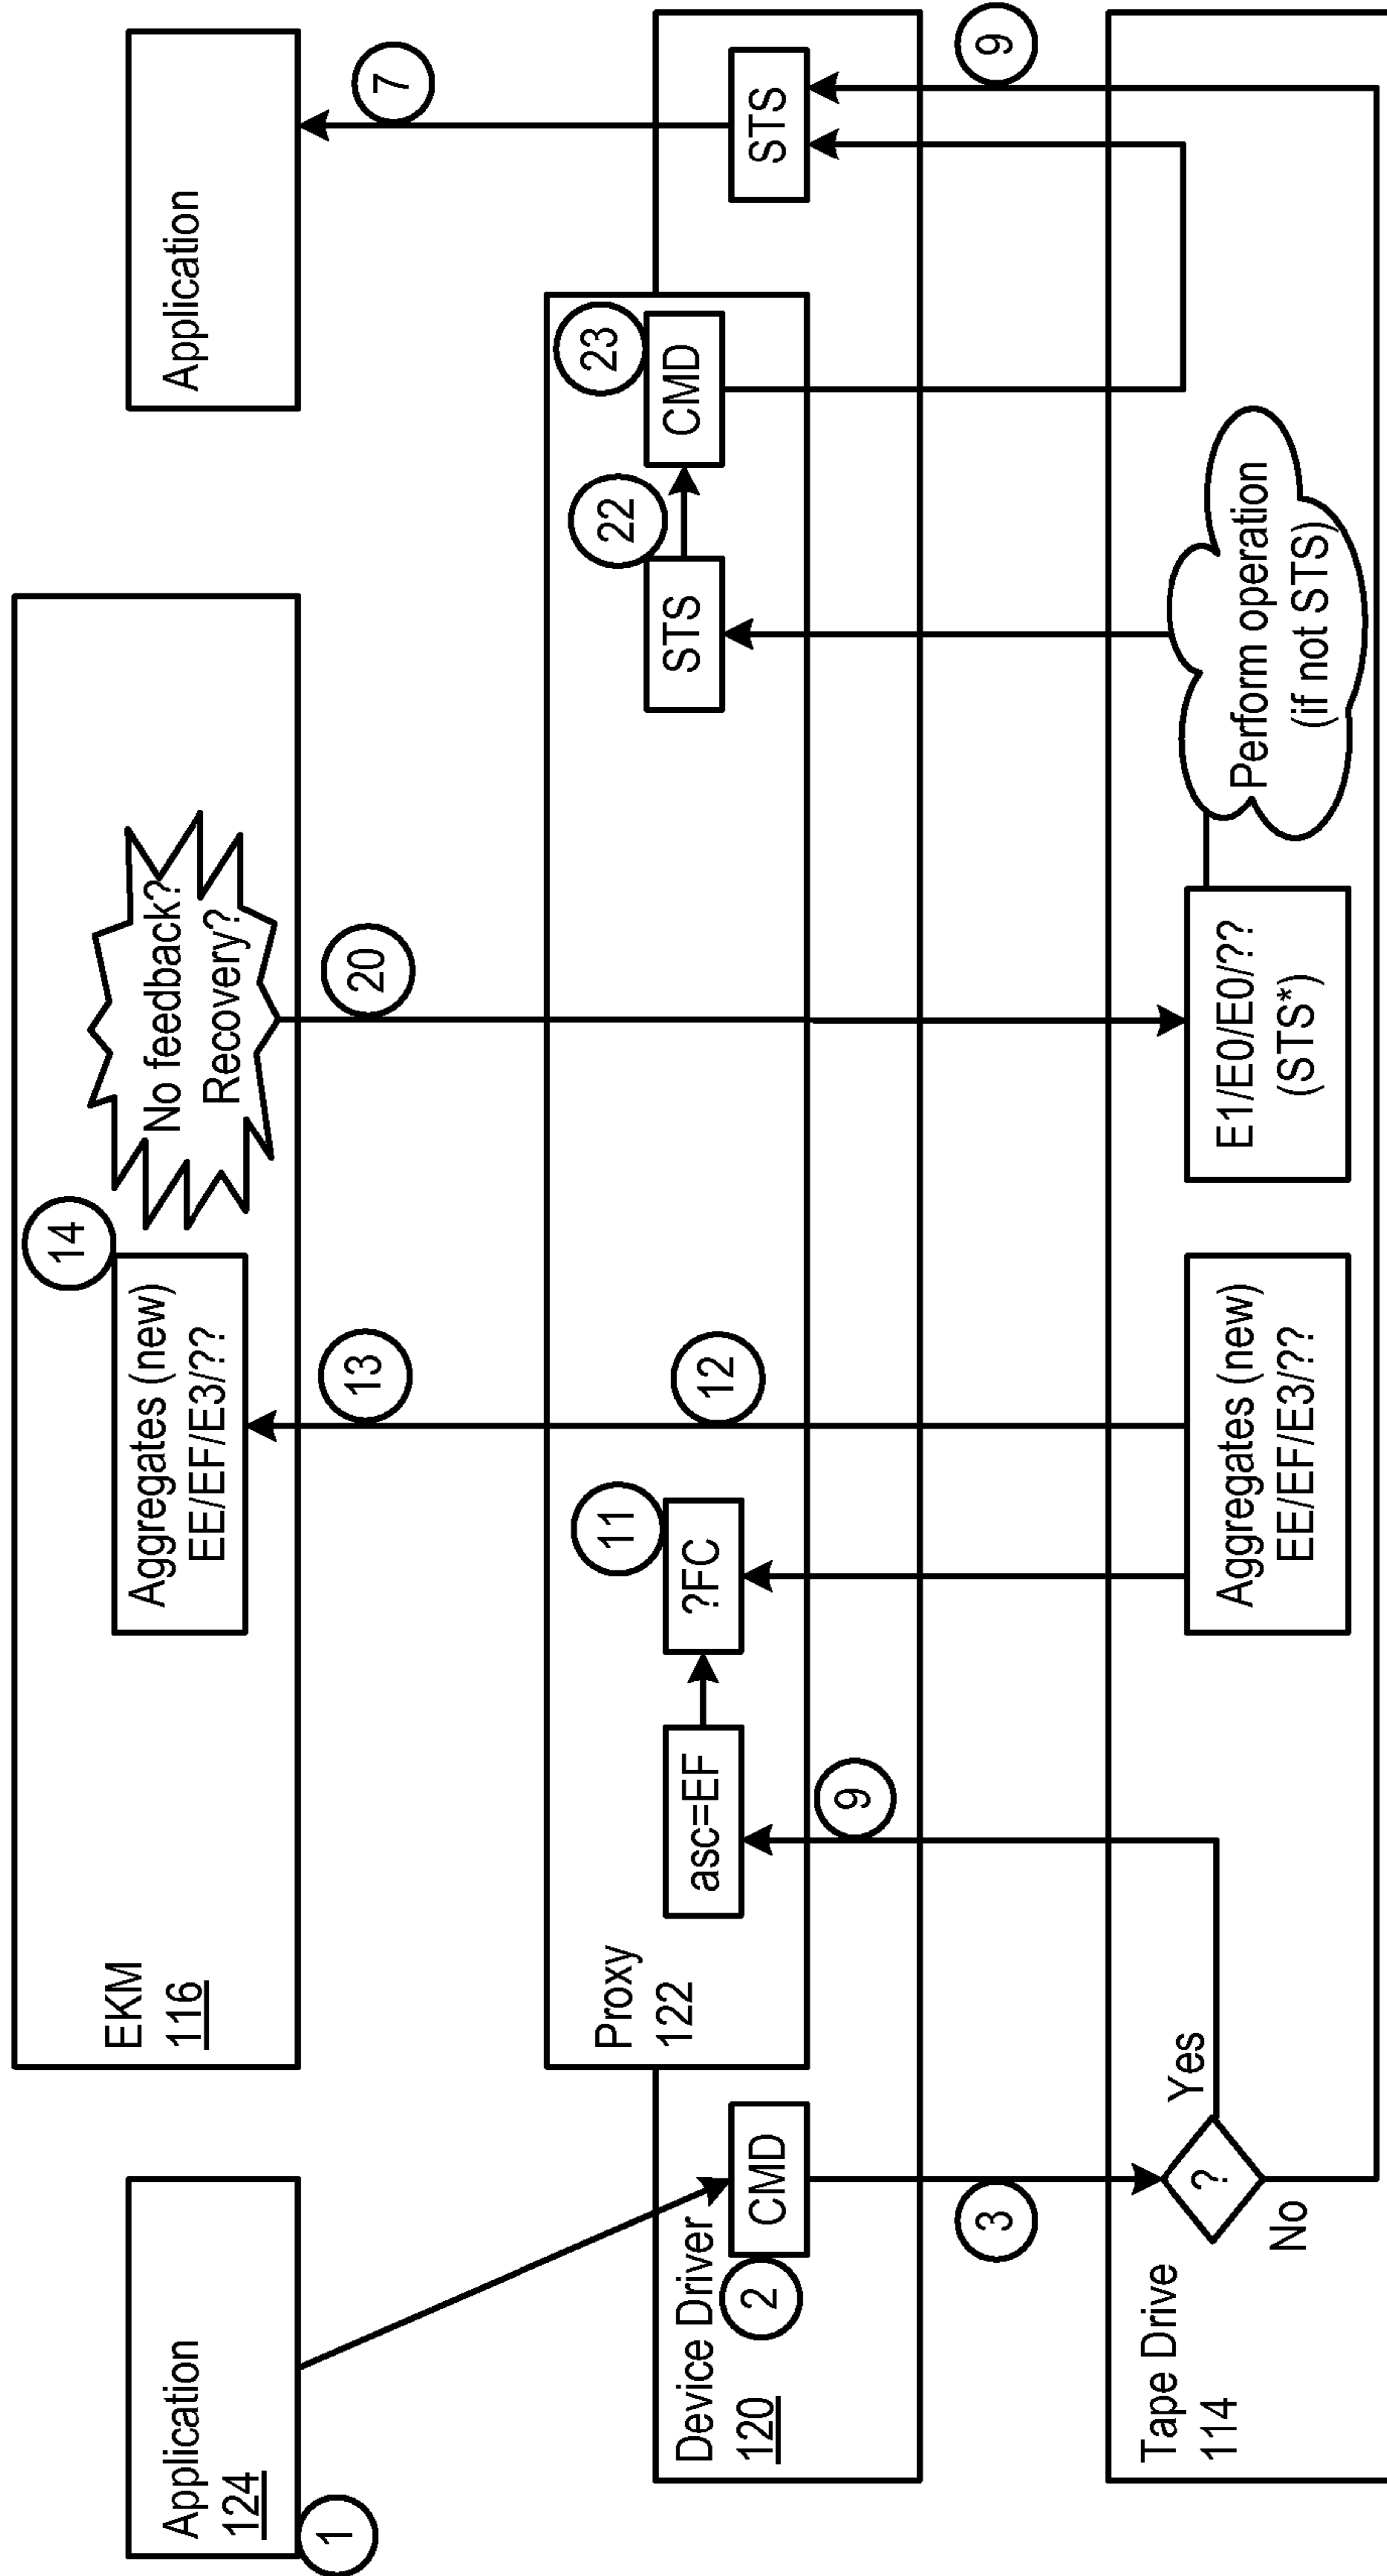 Application
124
1
EKM
116
14
Aggregates (new)
EE/EF/E3/??
No feedback?
Recovery?
Application
7
13
20
Device Driver
120
2
CMD
Proxy
122
asc=EF
11
?FC
12
22
STS
23
CMD
STS
3
9
9
Tape Drive
114
?
Yes
No
Aggregates (new)
EE/EF/E3/??
E1/E0/E0/??
(STS*)
Perform operation
(if not STS)